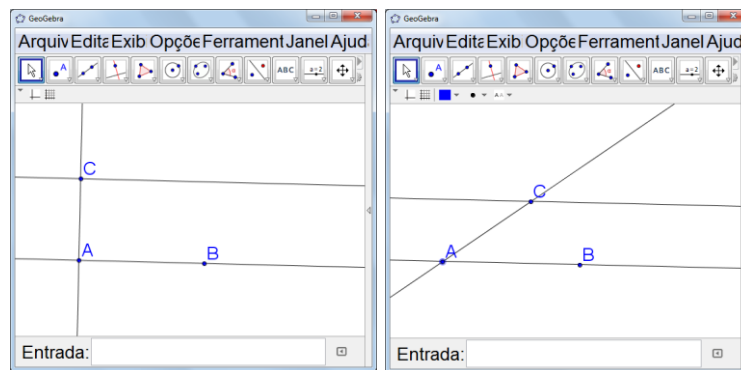 GeoGebra
Arquiv Edita Exib Opçõe Ferrament Janel Ajud
A
ABC
a=2
C
A
B
Entrada:
GeoGebra
Arquiv Edita Exib Opçõe Ferrament Janel Ajud
A
ABC
a=2
C
A
B
Entrada: